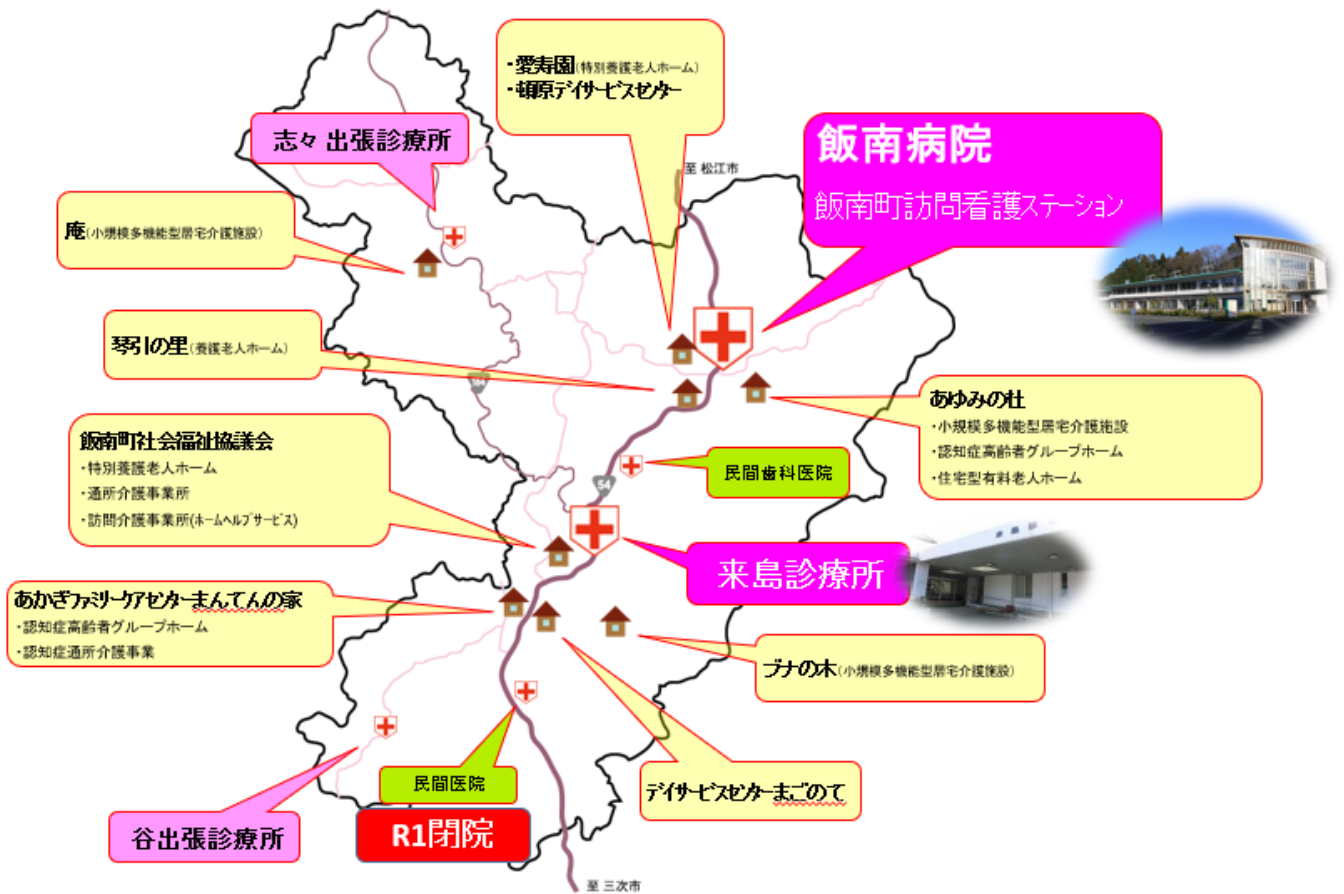 ・愛寿園(特別養護老人ホーム)
・頓原デイサービスセンター
志々 出張診療所
飯南病院
飯南町訪問看護ステーション
至 松江市
庵(小規模多機能型居宅介護施設)
琴引の里(養護老人ホーム)
184
あゆみの杜
・小規模多機能型居宅介護施設
・認知症高齢者グループホーム
・住宅型有料老人ホーム
飯南町社会福祉協議会
・特別養護老人ホーム
・通所介護事業所
・訪問介護事業所(ホームヘルプサービス)
民間歯科医院
54
来島診療所
あかぎファミリーケアセンターまんてんの家
・認知症高齢者グループホーム
・認知症通所介護事業
ブナの木(小規模多機能型居宅介護施設)
民間医院
デイサービスセンターまごのて
谷出張診療所
R1閉院
至 三次市